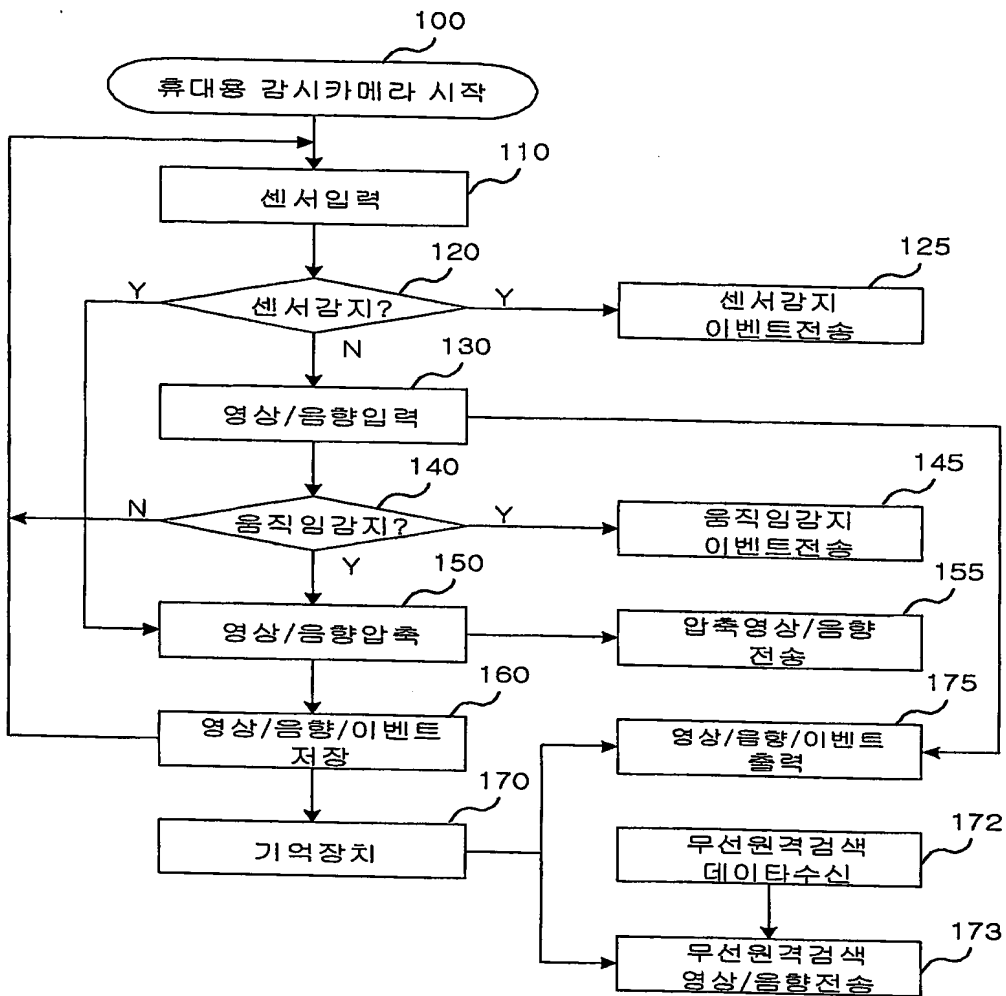 100
휴대용 감시카메라 시작
110
센서입력
120
Y
센서감지?
Y
125
센서감지
이벤트전송
N
130
영상/음향입력
140
N
움직임감지?
Y
145
움직임감지
이벤트전송
Y
150
영상/음향압축
155
압축영상/음향
전송
160
영상/음향/이벤트
저장
175
영상/음향/이벤트
출력
170
기억장치
172
무선원격검색
데이타수신
173
무선원격검색
영상/음향전송